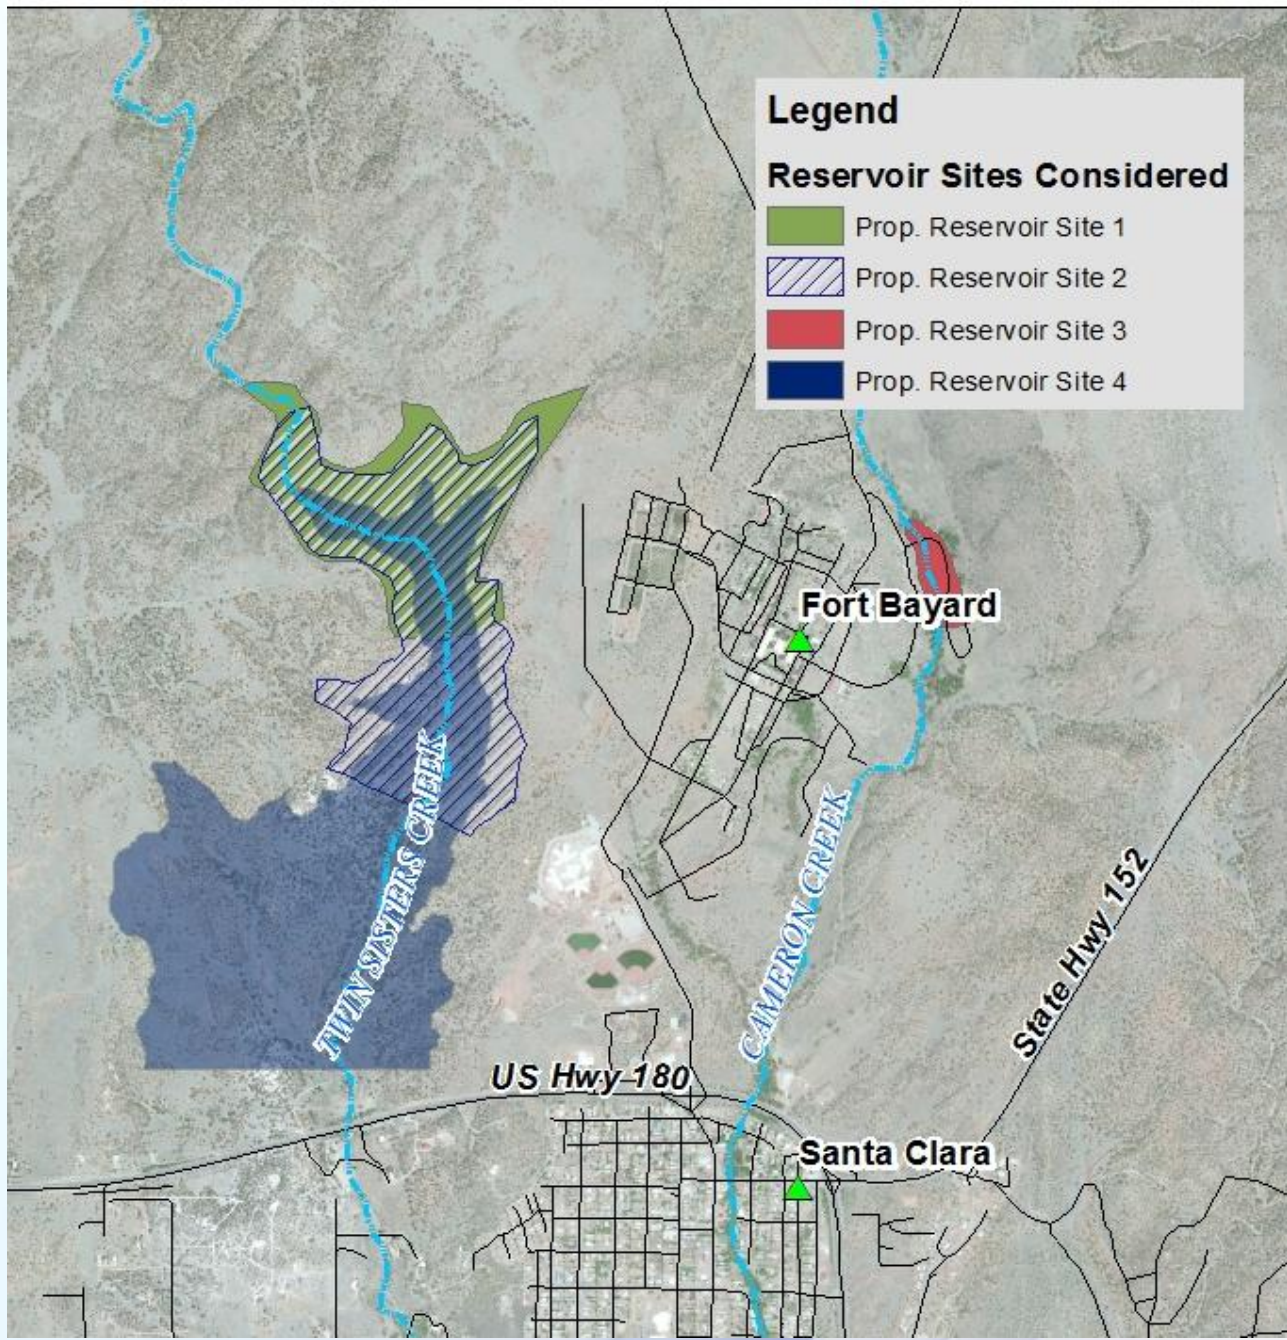 Legend
Reservoir Sites Considered
Prop. Reservoir Site 1
Prop. Reservoir Site 2
Prop. Reservoir Site 3
Prop. Reservoir Site 4
Fort Bayard
TWIN SISTERS CREEK
CAMERON CREEK
State Hwy 152
US Hwy 180
Santa Clara